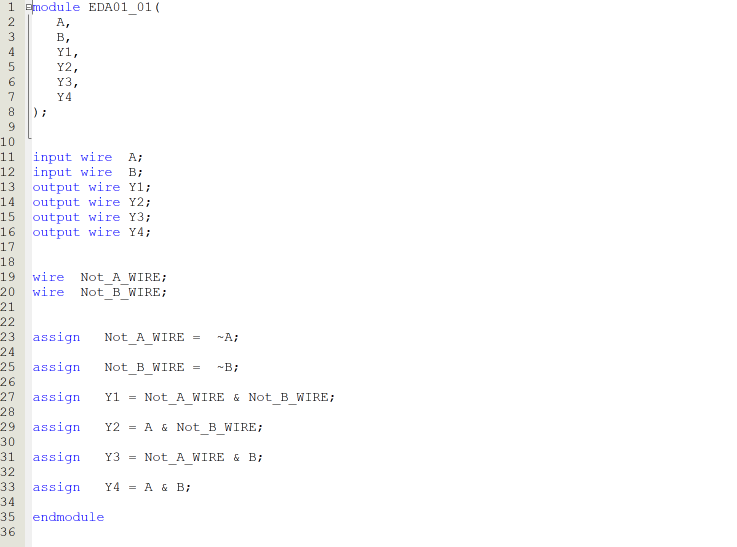 1 module EDA01_01(
2 A,
3 B,
4 Y1,
5 Y2,
6 Y3,
7 Y4
8 );
9
10
11 input wire A;
12 input wire B;
13 output wire Y1;
14 output wire Y2;
15 output wire Y3;
16 output wire Y4;
17
18
19 wire Not_A_WIRE;
20 wire Not_B_WIRE;
21
22
23 assign Not_A_WIRE = ~A;
24
25 assign Not_B_WIRE = ~B;
26
27 assign Y1 = Not_A_WIRE & Not_B_WIRE;
28
29 assign Y2 = A & Not_B_WIRE;
30
31 assign Y3 = Not_A_WIRE & B;
32
33 assign Y4 = A & B;
34
35 endmodule
36